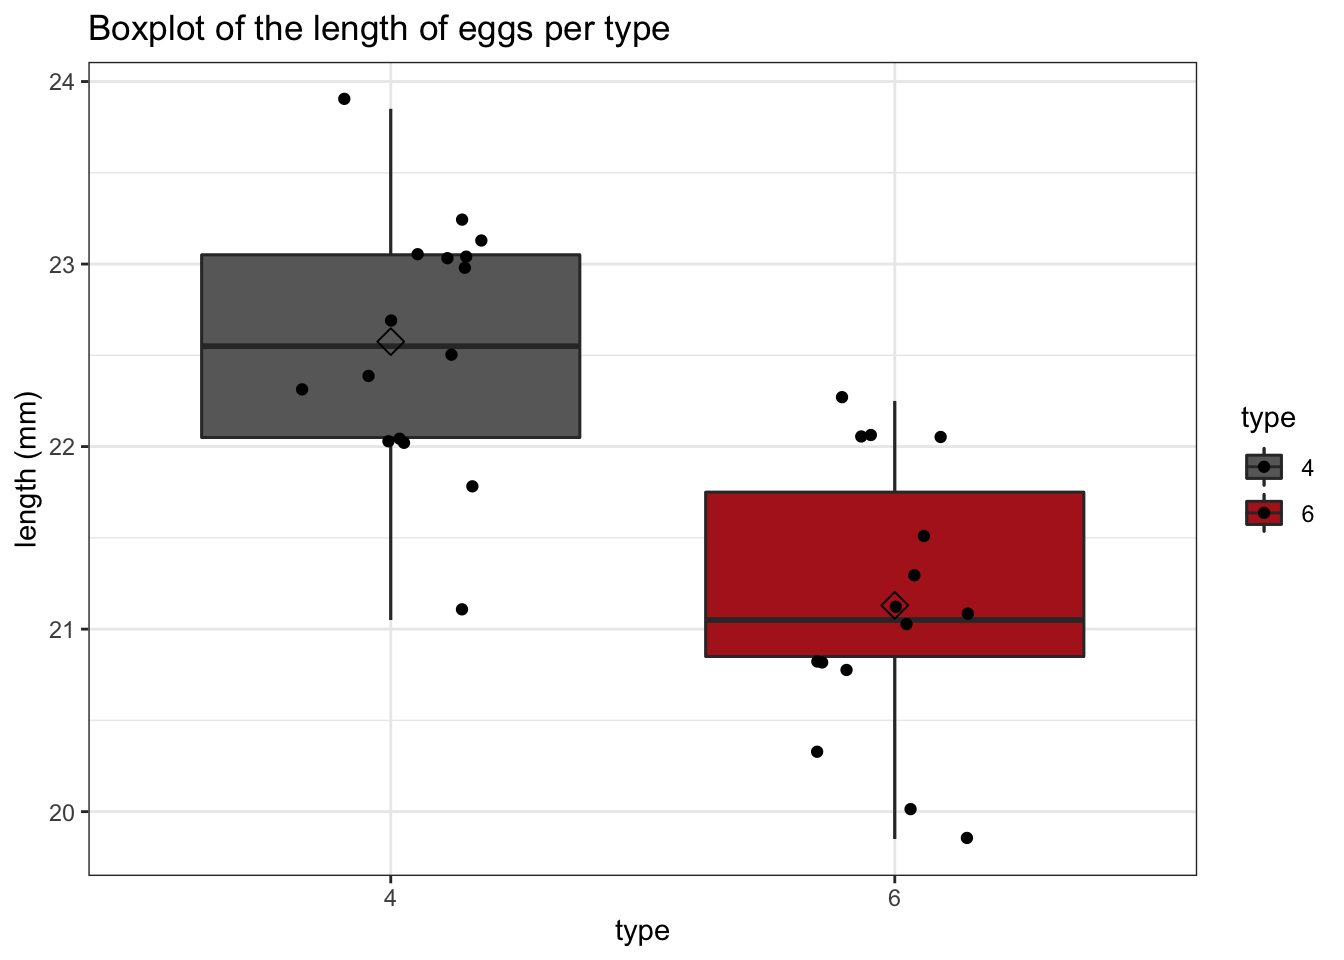 Boxplot of the length of eggs per type
24
23
22
21
20
length (mm)
4
6
type
type
4
6